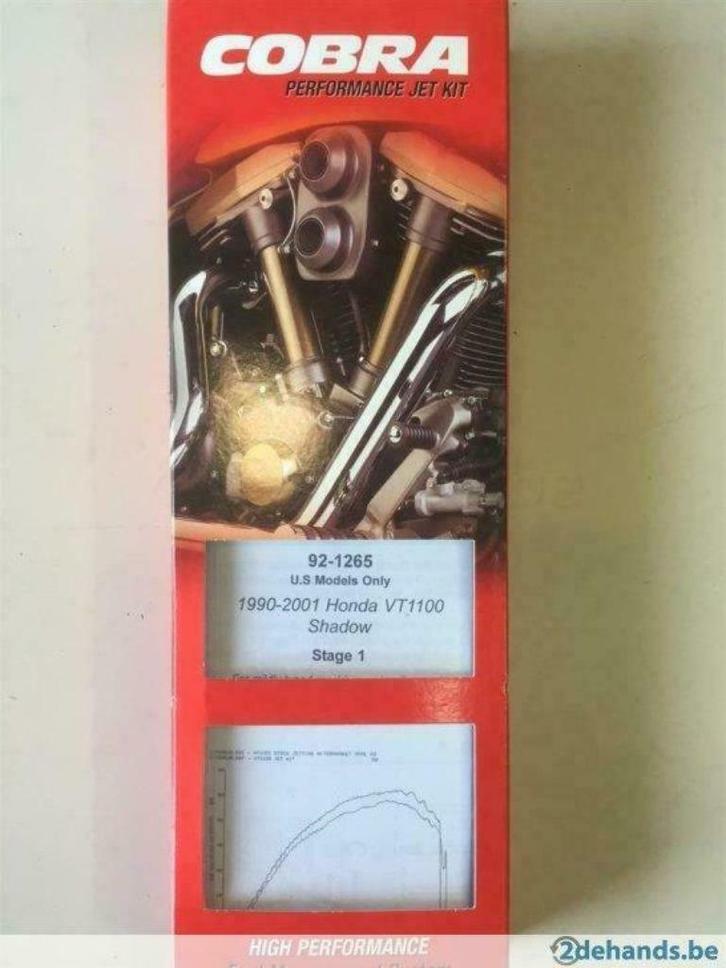 COBRA
PERFORMANCE JET KIT
92-1265
U.S Models Only
1990-2001 Honda VT1100
Shadow
Stage 1
HIGH PERFORMANCE
2dehands.be